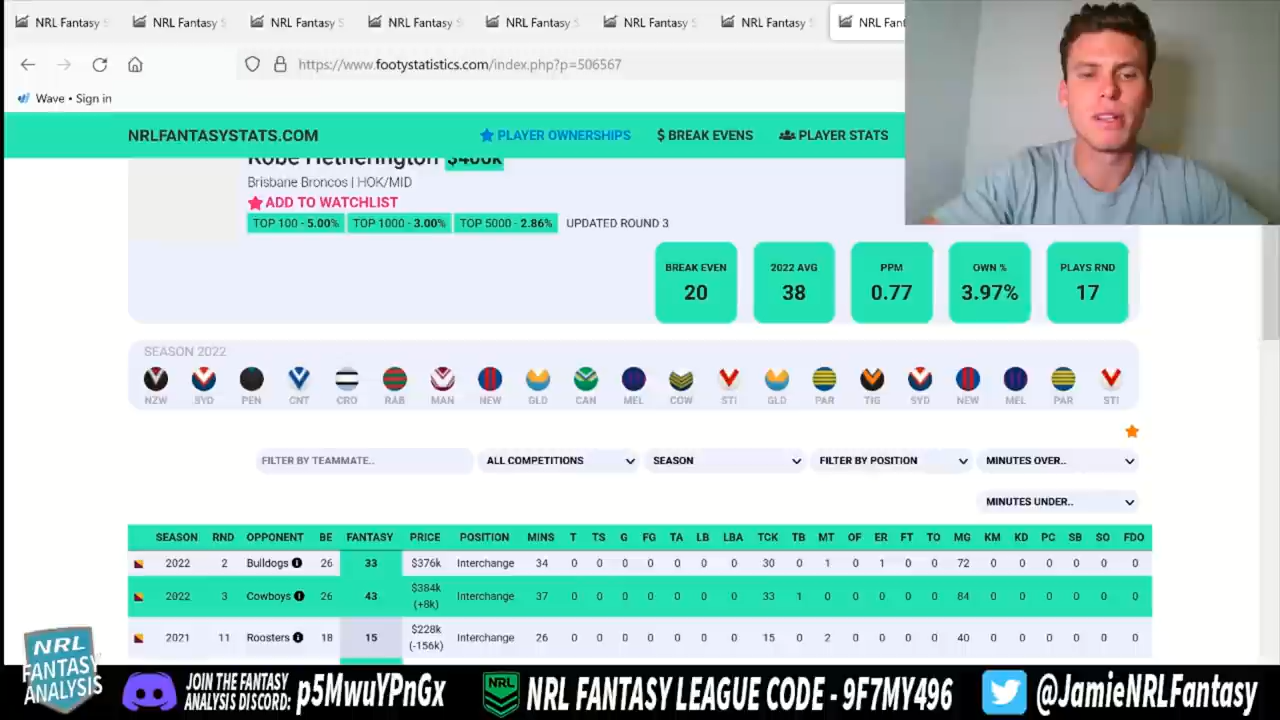 NRL Fantasy S
NRL Fantasy S
NRL Fantasy S
NRL Fantasy S
NRL Fantasy S
NRL Fantasy S
NRL Fantasy S
NRL Fant
https://www.footystatistics.com/index.php?p=506567
Wave • Sign in
NRLFANTASYSTATS.COM
PLAYER OWNERSHIPS
$ BREAK EVENS
PLAYER STATS
Kobe Hetherington $400k
Brisbane Broncos | HOK/MID
ADD TO WATCHLIST
TOP 100 - 5.00% TOP 1000 - 3.00% TOP 5000 - 2.86% UPDATED ROUND 3
BREAK EVEN 2022 AVG PPM OWN % PLAYS RND
20 38 0.77 3.97% 17
SEASON 2022
NZW SYD PEN CNT CRO RAB MAN NEW GLD CAN MEL COW STI GLD PAR TIG SYD NEW MEL PAR STI
FILTER BY TEAMMATE.. ALL COMPETITIONS SEASON FILTER BY POSITION MINUTES OVER..
MINUTES UNDER..
SEASON RND OPPONENT BE FANTASY PRICE POSITION MINS T TS G FG TA LB LBA TCK TB MT OF ER FT TO MG KM KD PC SB SO FDO
2022 2 Bulldogs 26 33 $376k Interchange 34 0 0 0 0 0 0 0 30 0 1 0 1 0 0 72 0 0 0 0 0 0
2022 3 Cowboys 26 43 $384k (+8k) Interchange 37 0 0 0 0 0 0 0 33 1 0 0 0 0 0 84 0 0 0 0 0 0
2021 11 Roosters 18 15 $228k (-156k) Interchange 26 0 0 0 0 0 0 0 15 0 2 0 0 0 0 40 0 0 0 0 0 0
NRL
FANTASY
ANALYSIS
JOIN THE FANTASY
ANALYSIS DISCORD: p5MwuYPnGx
NRL
NRL FANTASY LEAGUE CODE - 9F7MY496
@JamieNRLFantasy